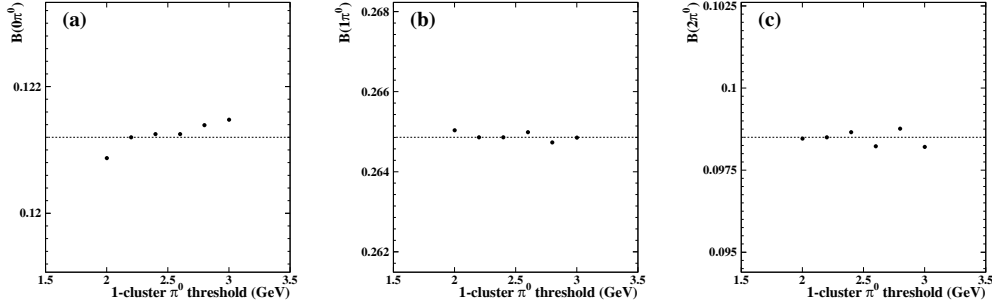 (a)
B(0π⁰)
0.122
0.12
1.5 2 2.5 3 3.5
1-cluster π⁰ threshold (GeV)
(b)
B(1π⁰)
0.268
0.266
0.264
0.262
1.5 2 2.5 3 3.5
1-cluster π⁰ threshold (GeV)
(c)
B(2π⁰)
0.1025
0.1
0.0975
0.095
1.5 2 2.5 3 3.5
1-cluster π⁰ threshold (GeV)